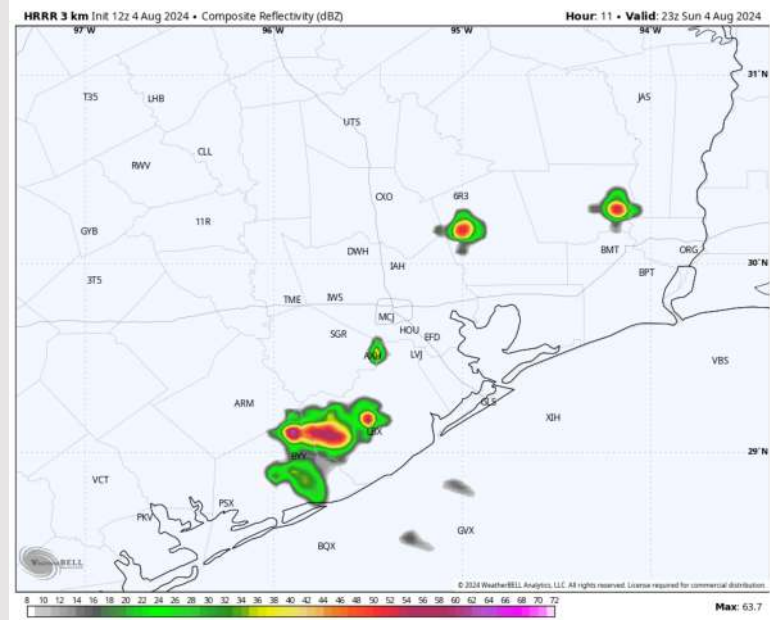 HRRR 3 km Init 12z 4 Aug 2024 • Composite Reflectivity (dBZ) Hour: 11 • Valid: 23z Sun 4 Aug 2024
97°W 96°W 95°W 94°W
31°N
T35 LHB JAS
UTS
CLL
RWV
CXO 6R3
11R
GYB
DWH BMT ORG
30°N
IAH
BPT
3T5
TME IWS
MCJ
HOU
SGR EFD
LVJ
VBS
ARM GLS
XIH
LBX
29°N
BYY
VCT
PSX
PKV
GVX
BQX
WeatherBELL
© 2024 WeatherBELL Analytics, LLC. All rights reserved. License required for commercial distribution.
8 10 12 14 16 18 20 22 24 26 28 30 32 34 36 38 40 42 44 46 48 50 52 54 56 58 60 62 64 66 68 70 72
Max: 63.7